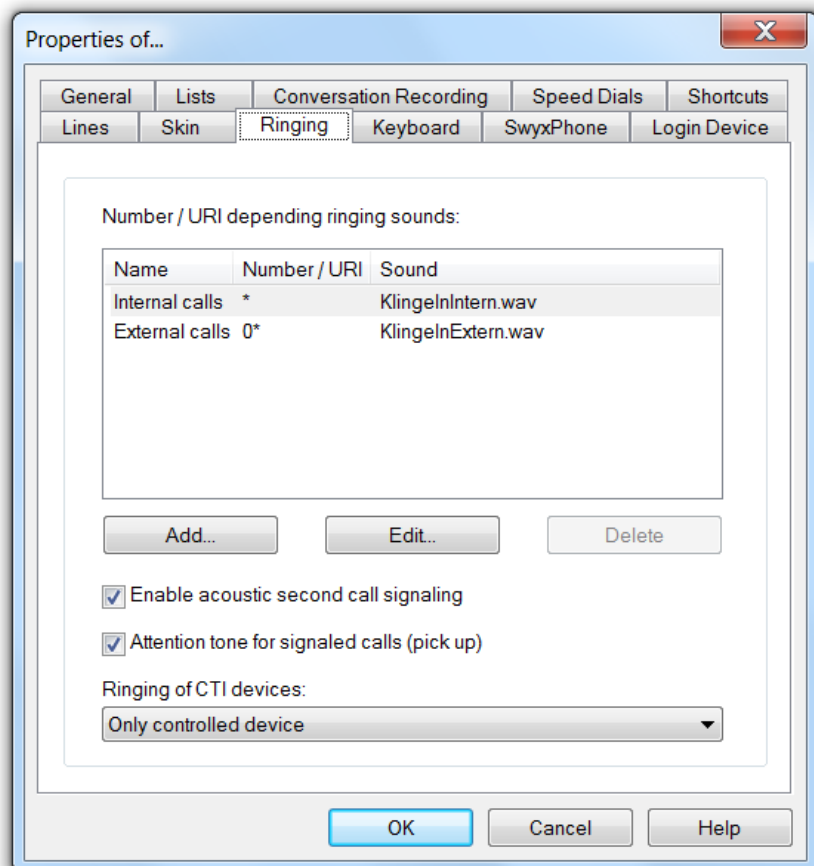 Properties of...
General Lists Conversation Recording Speed Dials Shortcuts
Lines Skin Ringing Keyboard SwyxPhone Login Device
Number / URI depending ringing sounds:
Name Number / URI Sound
Internal calls * KlingelnIntern.wav
External calls 0* KlingelnExtern.wav
Add... Edit... Delete
Enable acoustic second call signaling
Attention tone for signaled calls (pick up)
Ringing of CTI devices:
Only controlled device
OK Cancel Help